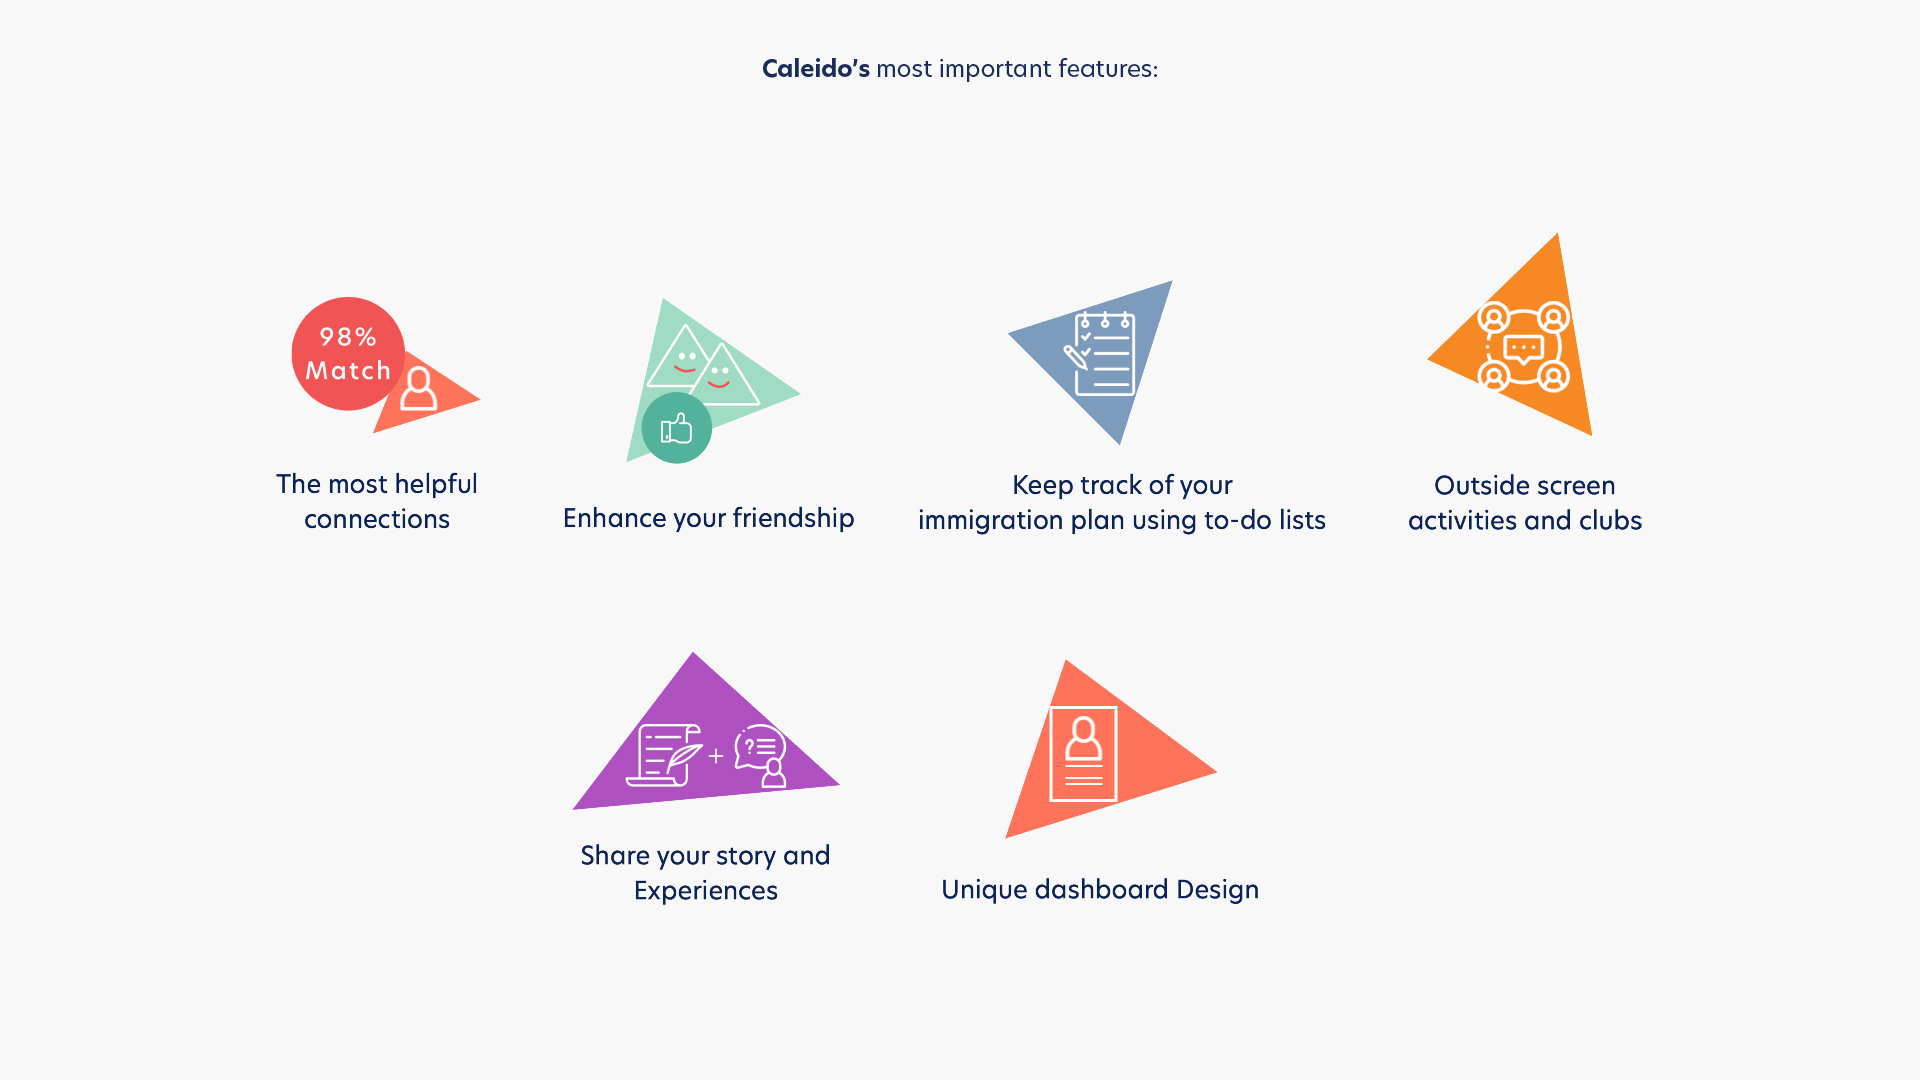 Caleido's most important features:
98%
Match
The most helpful
connections
Enhance your friendship
Keep track of your
immigration plan using to-do lists
Outside screen
activities and clubs
?
+
Share your story and
Experiences
Unique dashboard Design